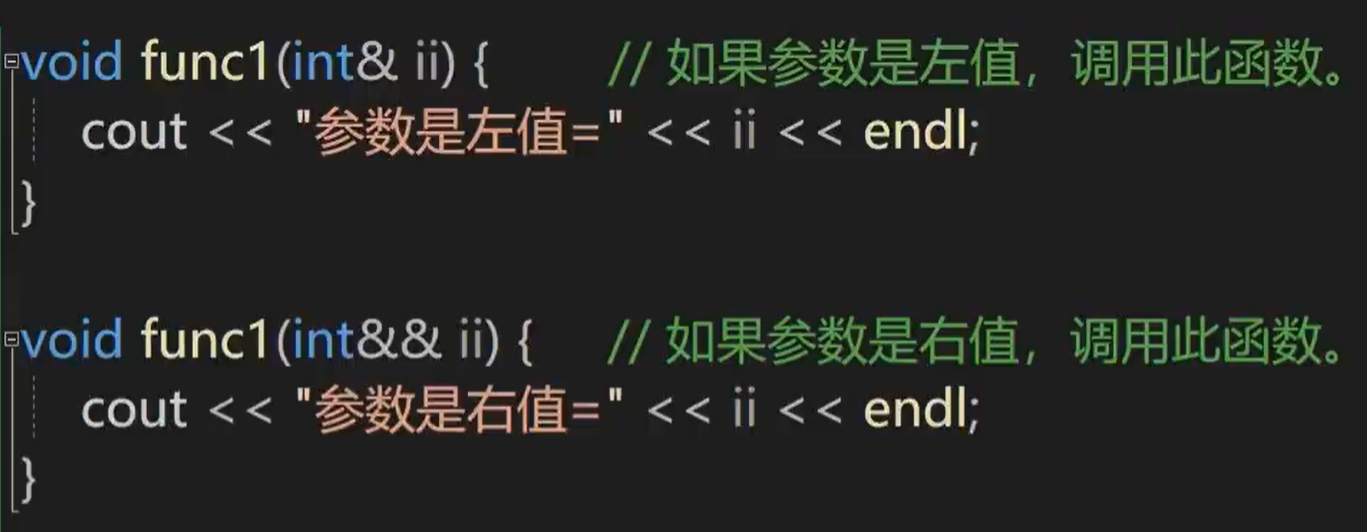 void func1(int& ii) {        // 如果参数是左值，调用此函数。
    cout << "参数是左值=" << ii << endl;
}
void func1(int&& ii) {    // 如果参数是右值，调用此函数。
    cout << "参数是右值=" << ii << endl;
}